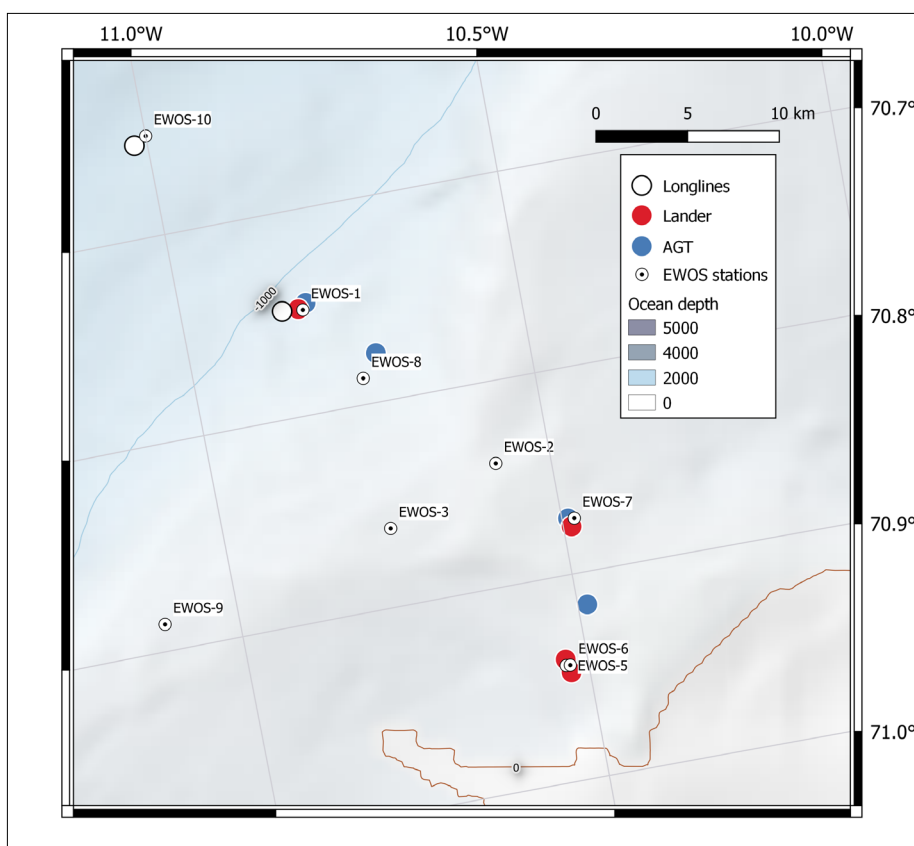 11.0°W 10.5°W 10.0°W
EWOS-10
0 5 10 km
70.7°
Longlines
Lander
AGT
EWOS stations
Ocean depth
5000
4000
2000
0
-1000
EWOS-1
70.8°
EWOS-8
EWOS-2
EWOS-7
EWOS-3
70.9°
EWOS-9
EWOS-6
EWOS-5
71.0°
0